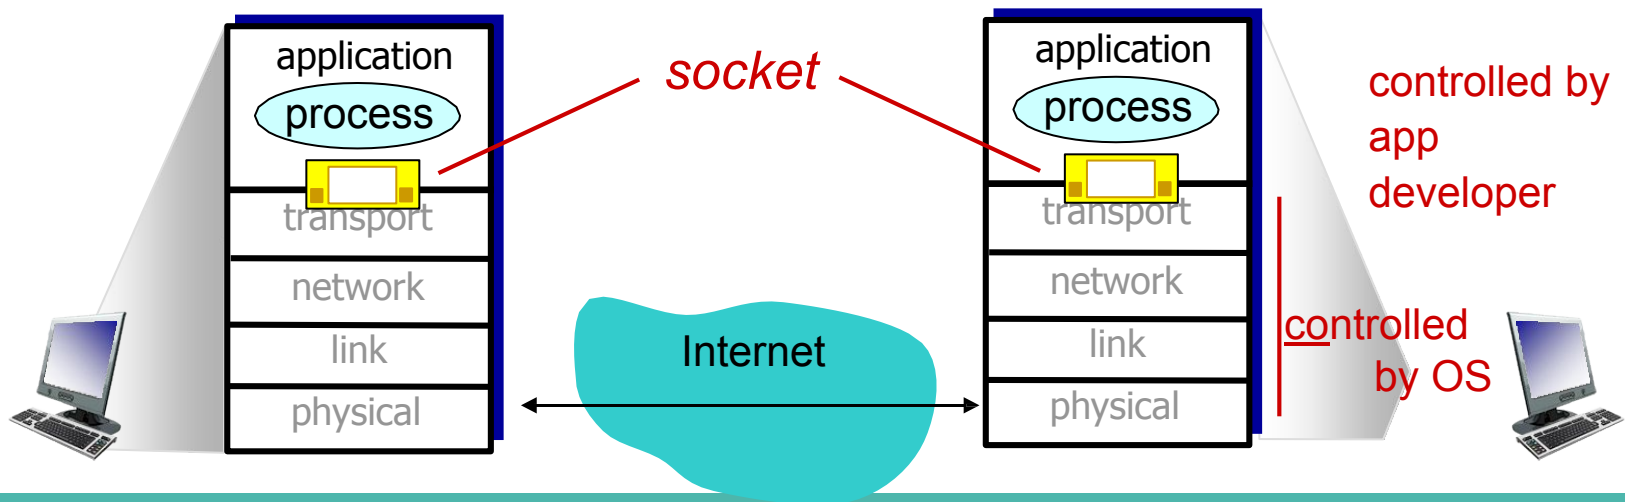 application
process
transport
network
link
physical
socket
Internet
application
process
transport
network
link
physical
controlled by
app
developer
controlled
by OS